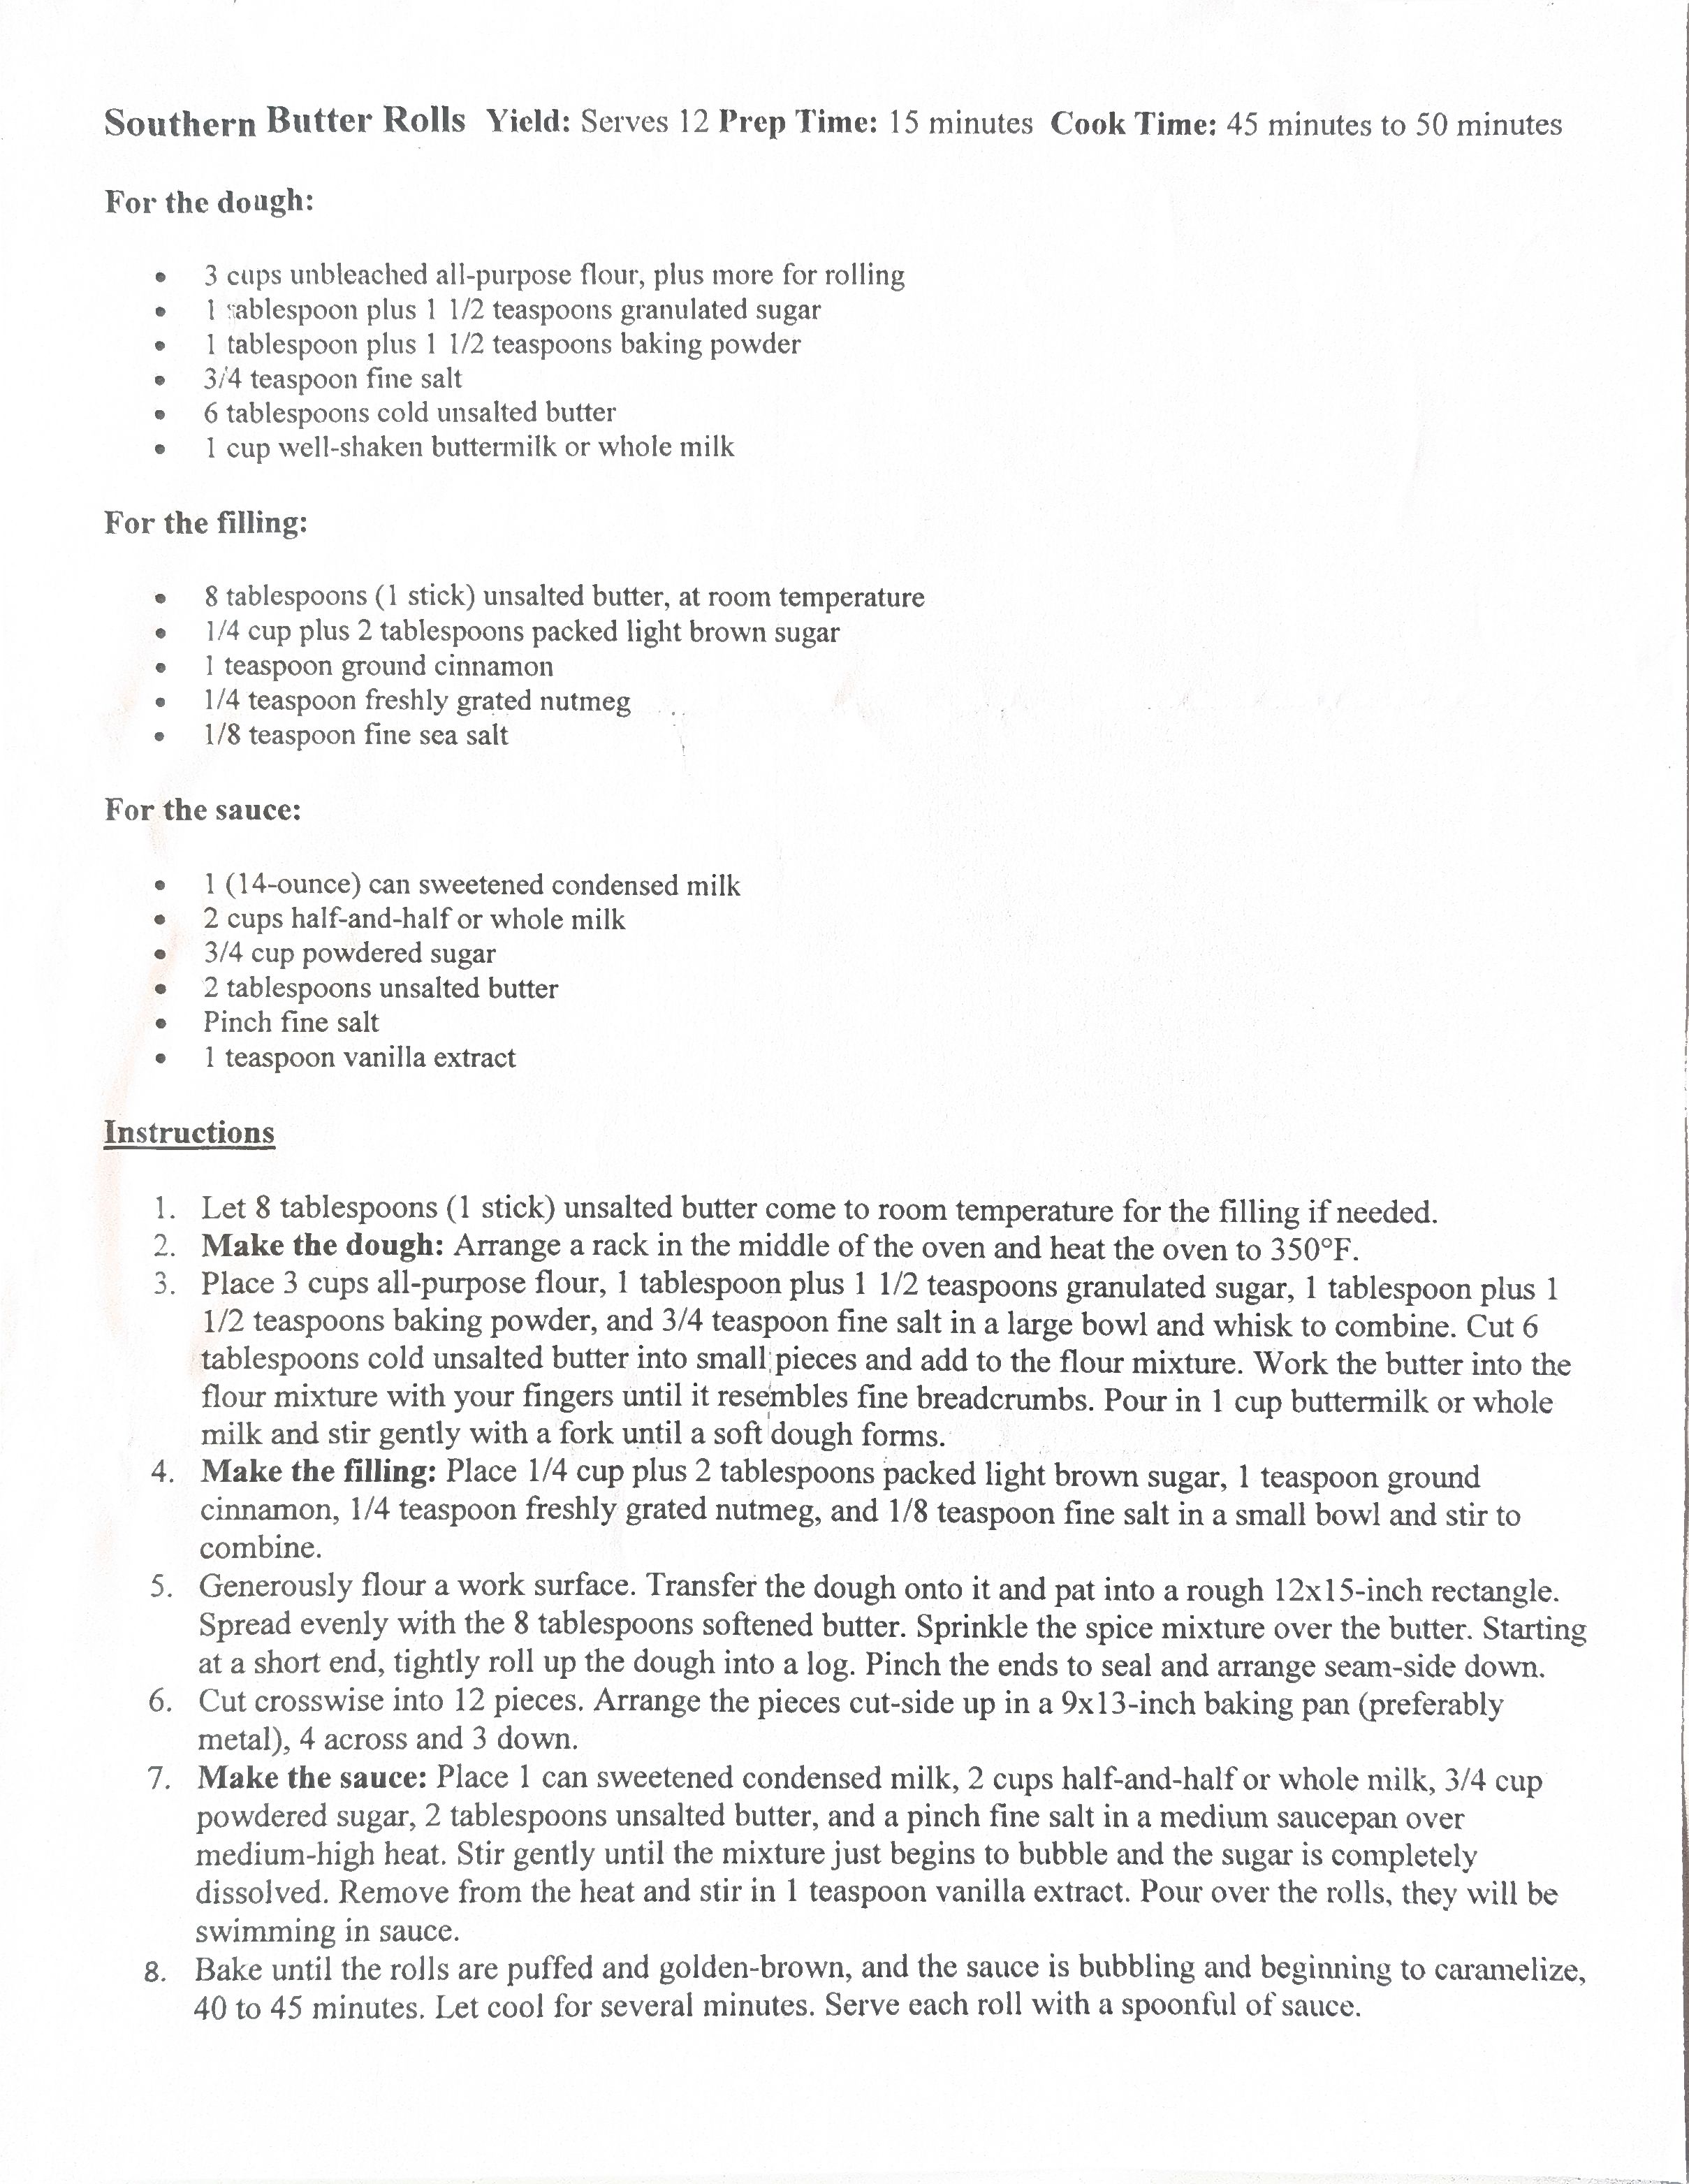 Southern Butter Rolls Yield: Serves 12 Prep Time: 15 minutes Cook Time: 45 minutes to 50 minutes
For the dough:
• 3 cups unbleached all-purpose flour, plus more for rolling
• 1 tablespoon plus 1 1/2 teaspoons granulated sugar
• 1 tablespoon plus 1 1/2 teaspoons baking powder
• 3/4 teaspoon fine salt
• 6 tablespoons cold unsalted butter
• 1 cup well-shaken buttermilk or whole milk
For the filling:
• 8 tablespoons (1 stick) unsalted butter, at room temperature
• 1/4 cup plus 2 tablespoons packed light brown sugar
• 1 teaspoon ground cinnamon
• 1/4 teaspoon freshly grated nutmeg
• 1/8 teaspoon fine sea salt
For the sauce:
• 1 (14-ounce) can sweetened condensed milk
• 2 cups half-and-half or whole milk
• 3/4 cup powdered sugar
• 2 tablespoons unsalted butter
• Pinch fine salt
• 1 teaspoon vanilla extract
Instructions
1. Let 8 tablespoons (1 stick) unsalted butter come to room temperature for the filling if needed.
2. Make the dough: Arrange a rack in the middle of the oven and heat the oven to 350°F.
3. Place 3 cups all-purpose flour, 1 tablespoon plus 1 1/2 teaspoons granulated sugar, 1 tablespoon plus 1
1/2 teaspoons baking powder, and 3/4 teaspoon fine salt in a large bowl and whisk to combine. Cut 6
tablespoons cold unsalted butter into small pieces and add to the flour mixture. Work the butter into the
flour mixture with your fingers until it resembles fine breadcrumbs. Pour in 1 cup buttermilk or whole
milk and stir gently with a fork until a soft dough forms.
4. Make the filling: Place 1/4 cup plus 2 tablespoons packed light brown sugar, 1 teaspoon ground
cinnamon, 1/4 teaspoon freshly grated nutmeg, and 1/8 teaspoon fine salt in a small bowl and stir to
combine.
5. Generously flour a work surface. Transfer the dough onto it and pat into a rough 12x15-inch rectangle.
Spread evenly with the 8 tablespoons softened butter. Sprinkle the spice mixture over the butter. Starting
at a short end, tightly roll up the dough into a log. Pinch the ends to seal and arrange seam-side down.
6. Cut crosswise into 12 pieces. Arrange the pieces cut-side up in a 9x13-inch baking pan (preferably
metal), 4 across and 3 down.
7. Make the sauce: Place 1 can sweetened condensed milk, 2 cups half-and-half or whole milk, 3/4 cup
powdered sugar, 2 tablespoons unsalted butter, and a pinch fine salt in a medium saucepan over
medium-high heat. Stir gently until the mixture just begins to bubble and the sugar is completely
dissolved. Remove from the heat and stir in 1 teaspoon vanilla extract. Pour over the rolls, they will be
swimming in sauce.
8. Bake until the rolls are puffed and golden-brown, and the sauce is bubbling and beginning to caramelize,
40 to 45 minutes. Let cool for several minutes. Serve each roll with a spoonful of sauce.